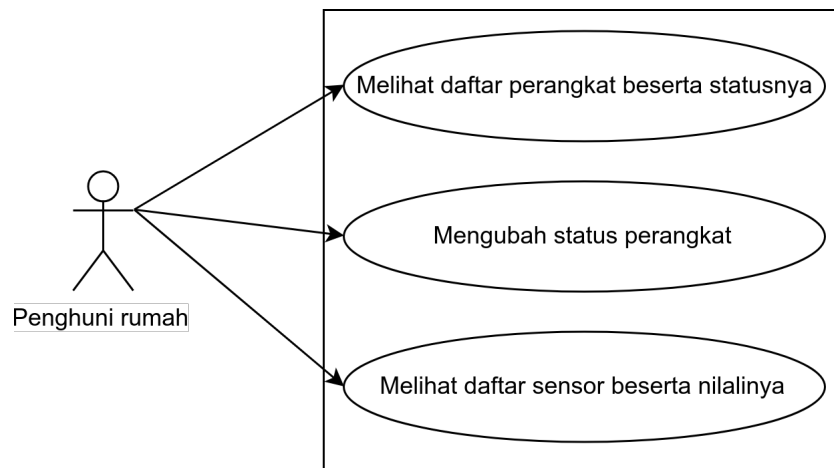 Melihat daftar perangkat beserta statusnya
Mengubah status perangkat
Penghuni rumah
Melihat daftar sensor beserta nilalinya